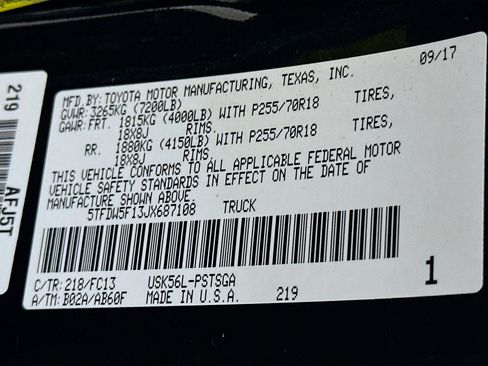 219
AFJ5T
09/17
MFD.BY:TOYOTA MOTOR MANUFACTURING, TEXAS, INC.
GVWR: 3265KG (7200LB)
GAWR: FRT. 1815KG (4000LB) WITH P255/70R18 TIRES,
18X8J RIMS.
RR. 1880KG (4150LB) WITH P255/70R18 TIRES,
18X8J RIMS.
THIS VEHICLE CONFORMS TO ALL APPLICABLE FEDERAL MOTOR
VEHICLE SAFETY STANDARDS IN EFFECT ON THE DATE OF
MANUFACTURE SHOWN ABOVE.
5TFDW5F13JX687108 TRUCK
C/TR: 218/FC13 USK56L-PSTSGA
A/TM: B02A/AB60F MADE IN U.S.A. 219 1